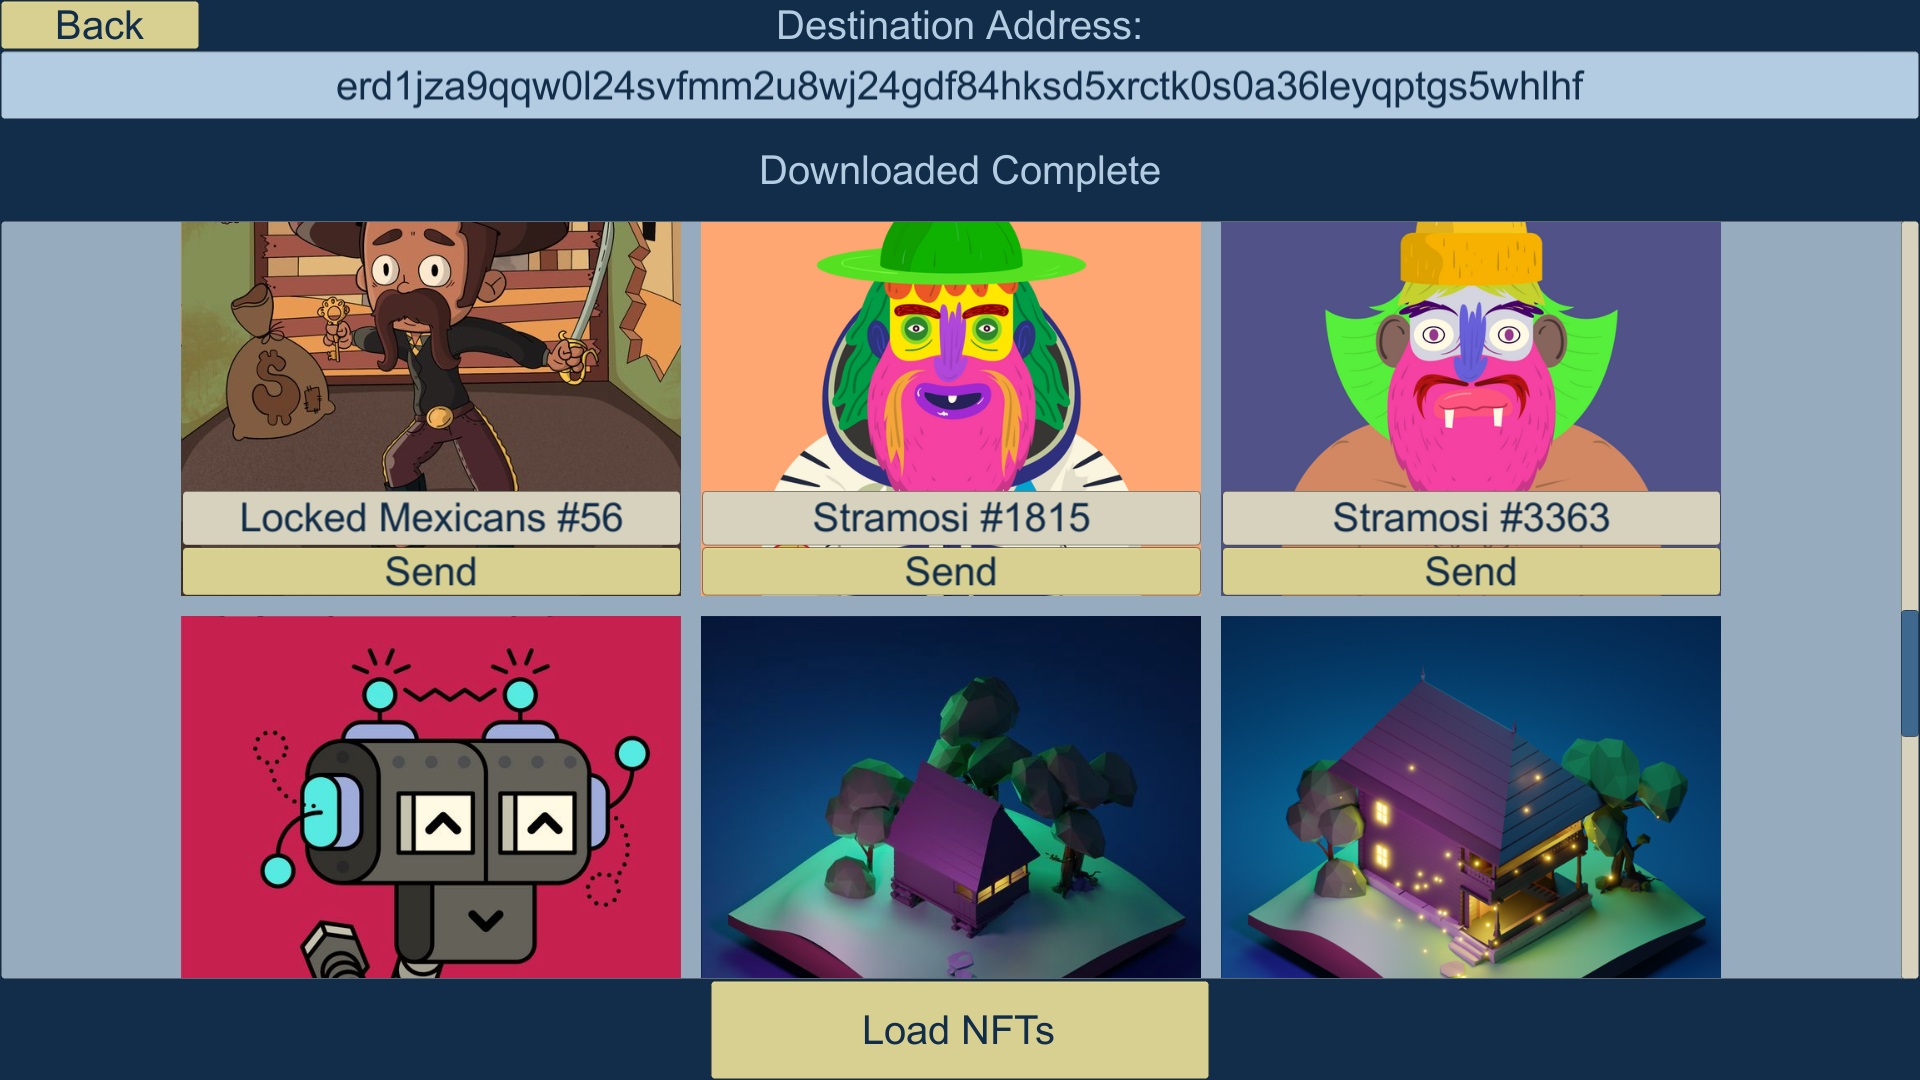 Back
Destination Address:
erd1jza9qqw0l24svfmm2u8wj24gdf84hksd5xrctk0s0a36leyqptgs5whlhf
Downloaded Complete
$
Locked Mexicans #56
Stramosi #1815
Stramosi #3363
Send
Send
Send
Load NFTs